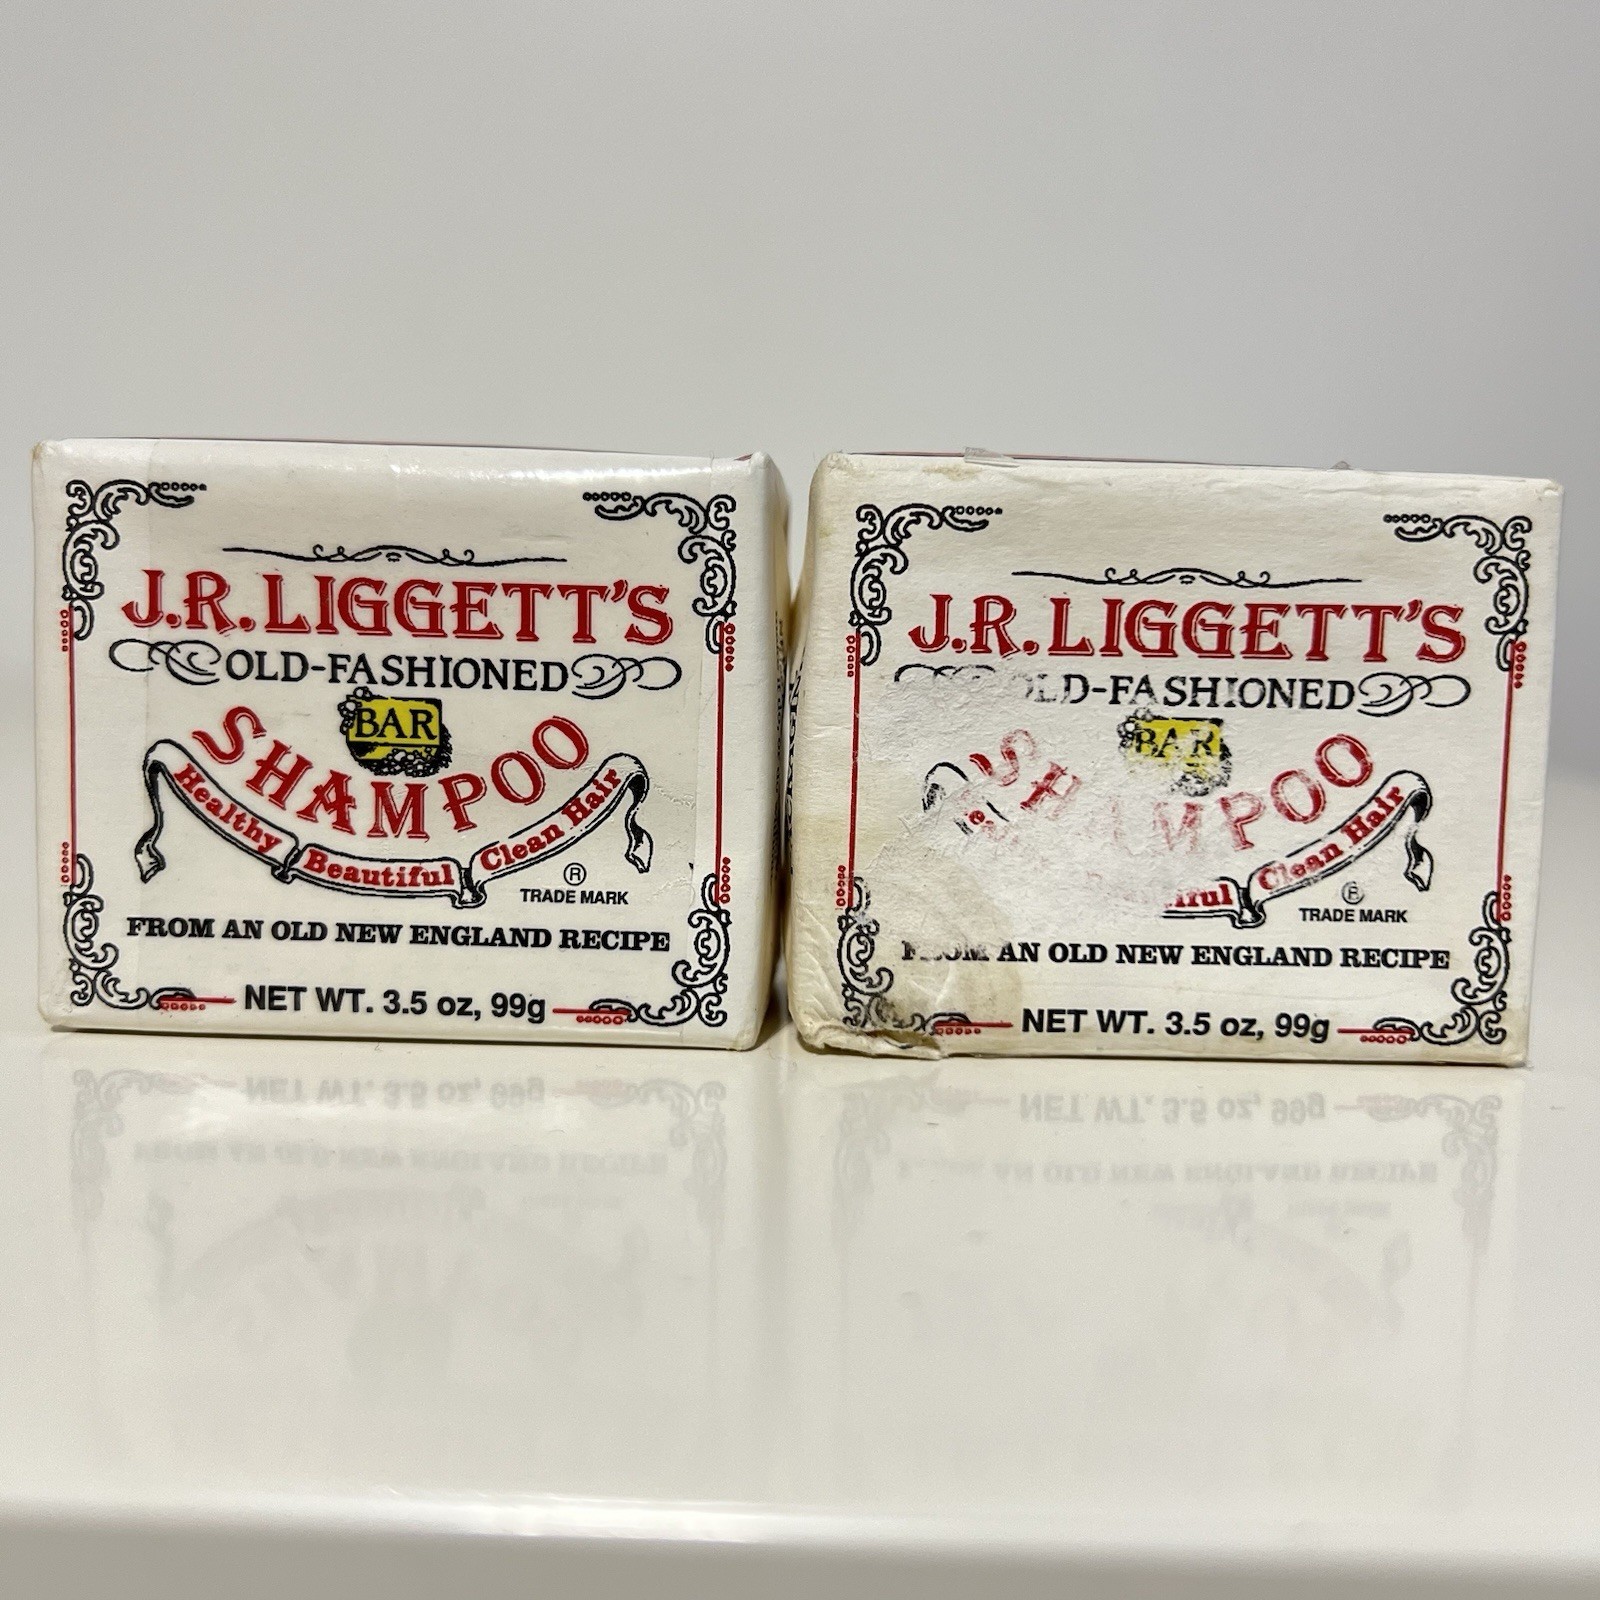 J.R.LIGGETT'S
OLD-FASHIONED
BAR
SHAMPOO
Healthy Beautiful Clean Hair
®
TRADE MARK
FROM AN OLD NEW ENGLAND RECIPE
NET WT. 3.5 oz, 99g
J.R.LIGGETT'S
OLD-FASHIONED
BAR
SHAMPOO
Clean Hair
®
TRADE MARK
FROM AN OLD NEW ENGLAND RECIPE
NET WT. 3.5 oz, 99g